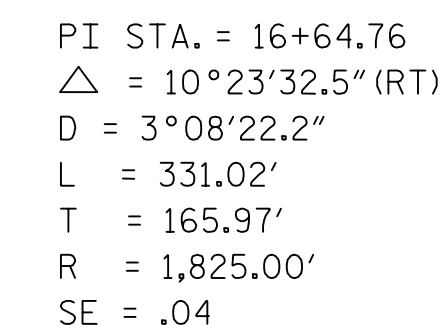 PI STA. = 16+64.76
△ = 10°23'32.5"(RT)
D = 3°08'22.2"
L = 331.02'
T = 165.97'
R = 1,825.00'
SE = .04